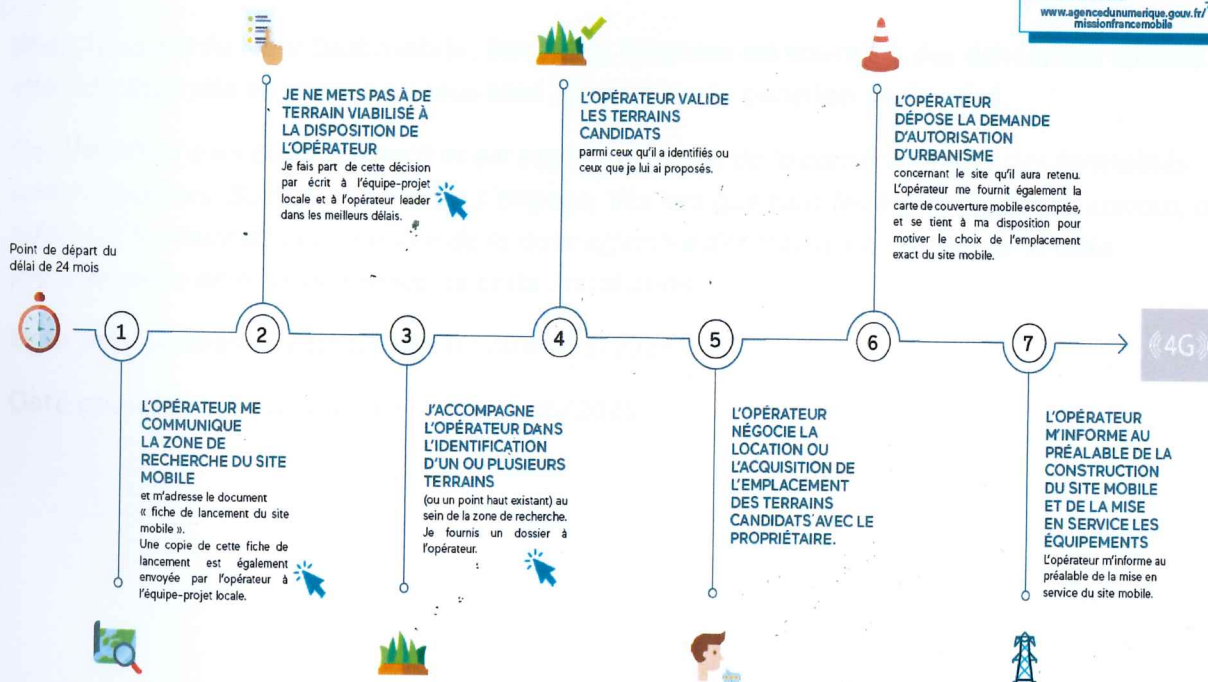 www.agencedunumerique.gouv.fr/
missionfrancemobile
Point de départ du
délai de 24 mois
1
L'OPÉRATEUR ME
COMMUNIQUE
LA ZONE DE
RECHERCHE DU SITE
MOBILE
et m'adresse le document
« fiche de lancement du site
mobile ».
Une copie de cette fiche de
lancement est également
envoyée par l'opérateur à
l'équipe-projet locale.
2
JE NE METS PAS À DE
TERRAIN VIABILISÉ À
LA DISPOSITION DE
L'OPÉRATEUR
Je fais part de cette décision
par écrit à l'équipe-projet
locale et à l'opérateur leader
dans les meilleurs délais.
3
J'ACCOMPAGNE
L'OPÉRATEUR DANS
L'IDENTIFICATION
D'UN OU PLUSIEURS
TERRAINS
(ou un point haut existant) au
sein de la zone de recherche.
Je fournis un dossier à
l'opérateur.
4
L'OPÉRATEUR VALIDE
LES TERRAINS
CANDIDATS
parmi ceux qu'il a identifiés ou
ceux que je lui ai proposés.
5
L'OPÉRATEUR
NÉGOCIE LA
LOCATION OU
L'ACQUISITION DE
L'EMPLACEMENT
DES TERRAINS
CANDIDATS AVEC LE
PROPRIÉTAIRE.
6
L'OPÉRATEUR
DÉPOSE LA DEMANDE
D'AUTORISATION
D'URBANISME
concernant le site qu'il aura retenu.
L'opérateur me fournit également la
carte de couverture mobile escomptée,
et se tient à ma disposition pour
motiver le choix de l'emplacement
exact du site mobile.
7
L'OPÉRATEUR
M'INFORME AU
PRÉALABLE DE LA
CONSTRUCTION
DU SITE MOBILE
ET DE LA MISE
EN SERVICE LES
ÉQUIPEMENTS
L'opérateur m'informe au
préalable de la mise en
service du site mobile.
4G